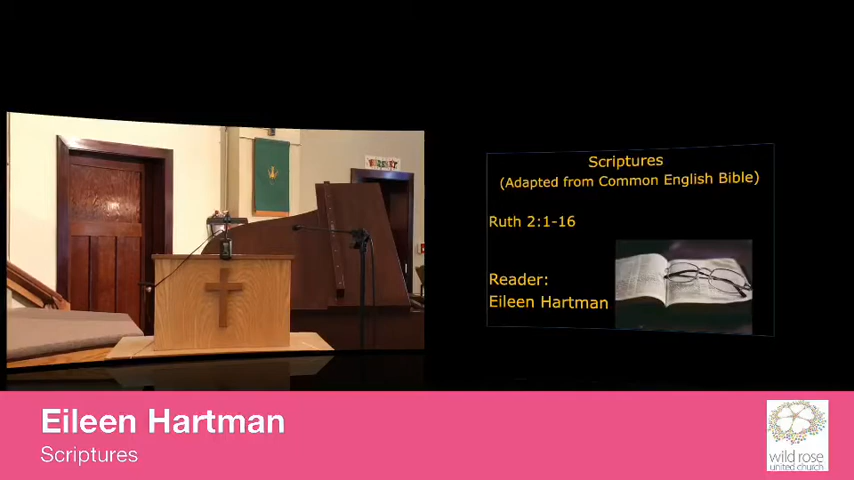 Scriptures
(Adapted from Common English Bible)
Ruth 2:1-16
Reader:
Eileen Hartman
Eileen Hartman
Scriptures
wild rose
united church